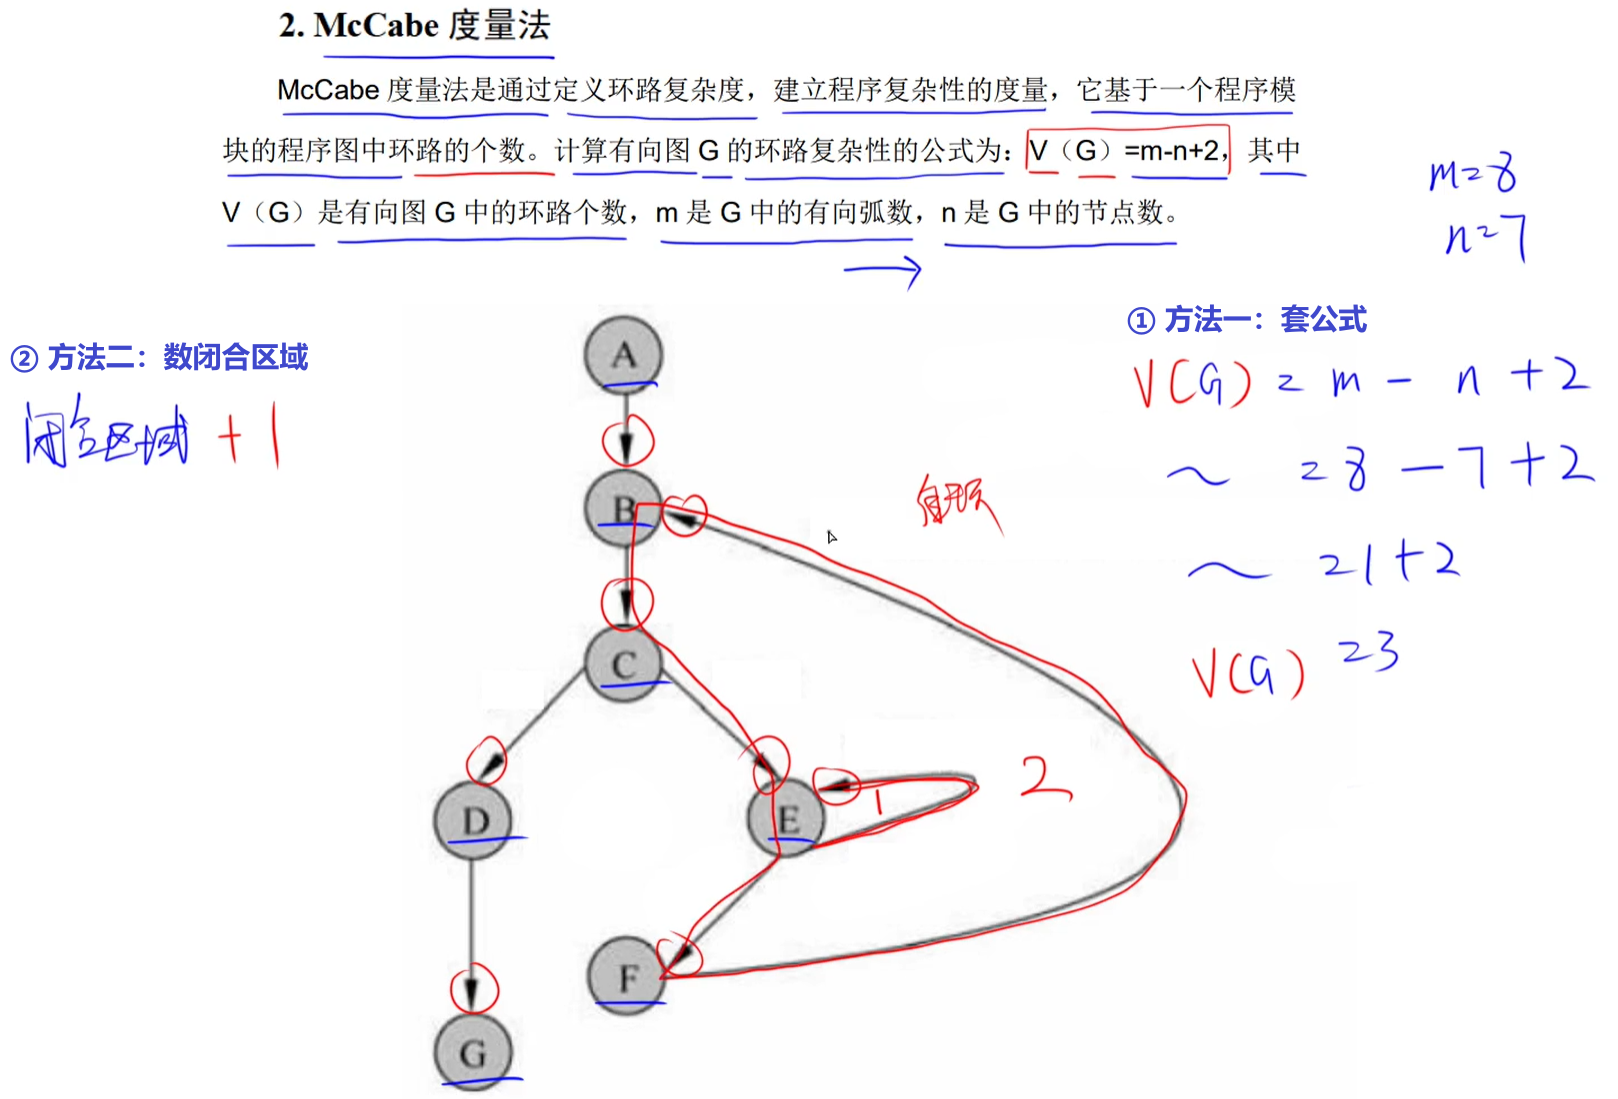 2. McCabe 度量法
McCabe 度量法是通过定义环路复杂度，建立程序复杂性的度量，它基于一个程序模
块的程序图中环路的个数。计算有向图 G 的环路复杂性的公式为：V（G）=m-n+2，其中
V（G）是有向图 G 中的环路个数，m 是 G 中的有向弧数，n 是 G 中的节点数。
m=8
n=7
① 方法一：套公式
V(G) = m - n + 2
= 8 - 7 + 2
= 1 + 2
V(G) = 3
② 方法二：数闭合区域
闭合区域 + 1
A
B
C
D
E
1
2
F
G